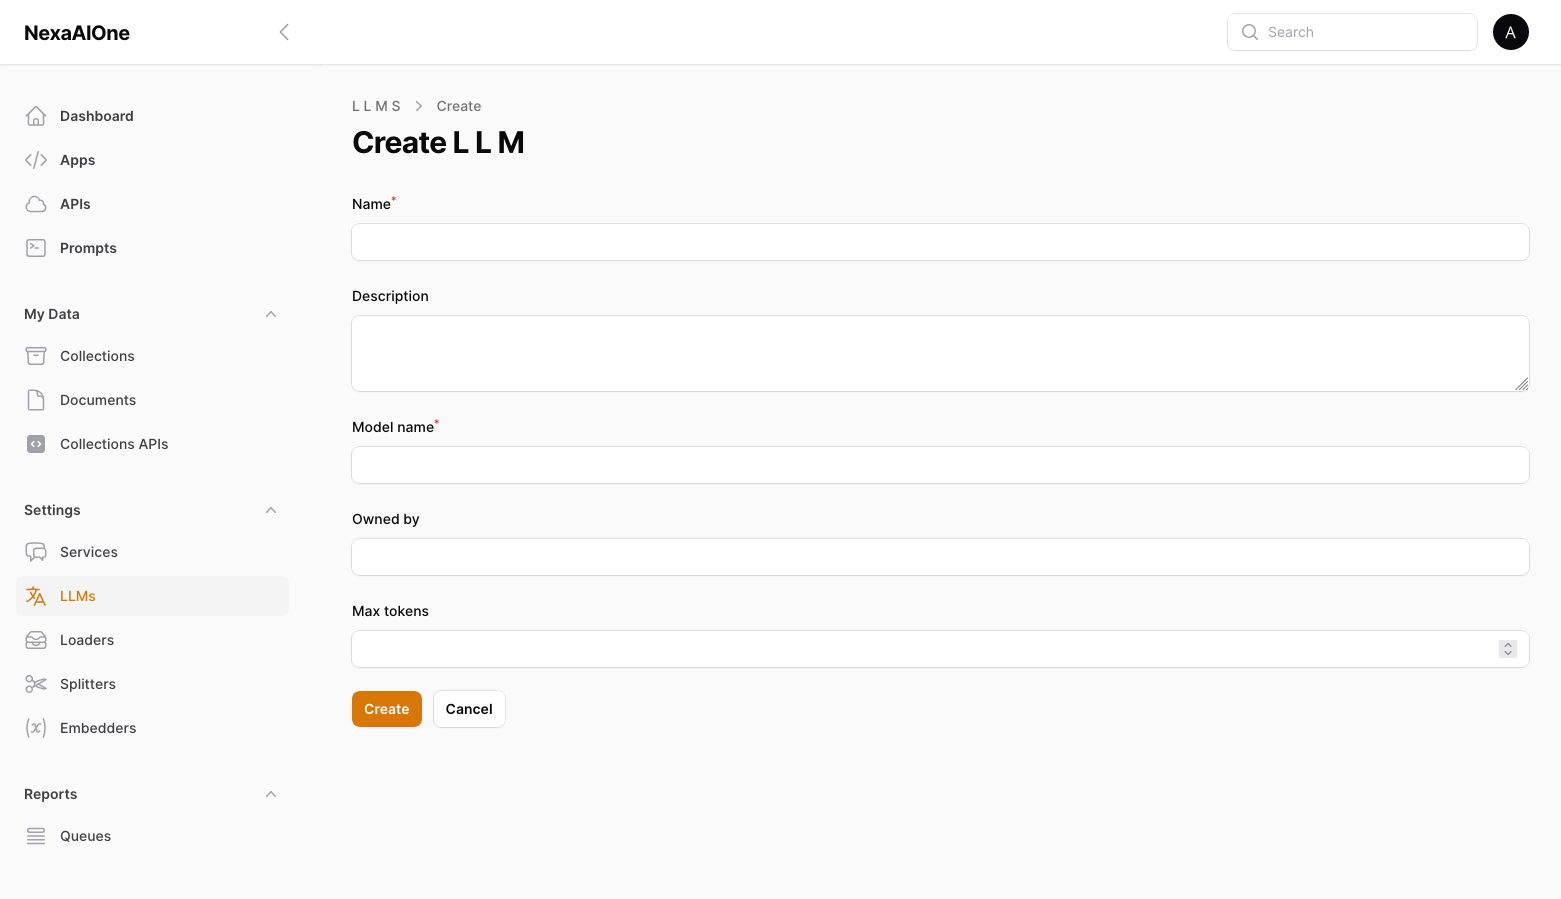 NexaAIOne
Search
A
Dashboard
Apps
APIs
Prompts
My Data
Collections
Documents
Collections APIs
Settings
Services
LLMs
Loaders
Splitters
Embedders
Reports
Queues
L L M S > Create
Create L L M
Name*
Description
Model name*
Owned by
Max tokens
Create Cancel